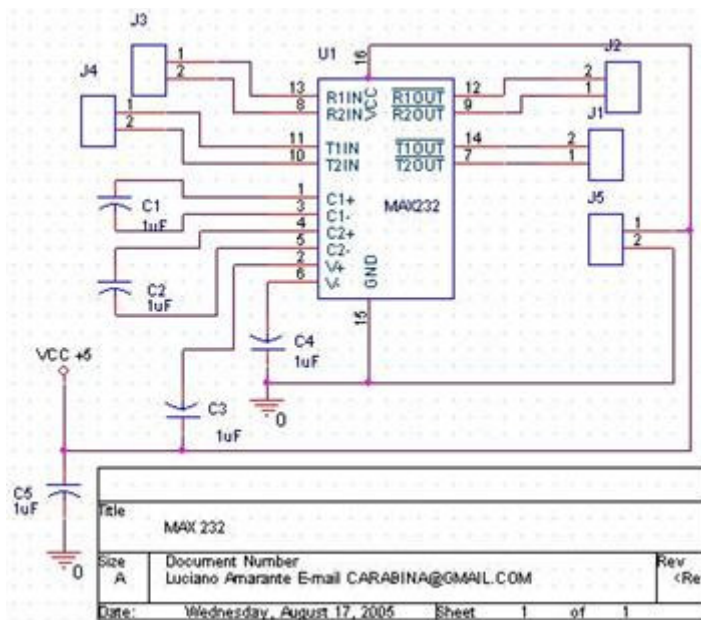 J3
1
2
J4
1
2
U1
16
J2
2
1
J1
2
1
J5
1
2
13 R1IN
8 R2IN
11 T1IN
10 T2IN
1 C1+
3 C1-
4 C2+
5 C2-
2 V+
6 V-
VCC
R1OUT 12
R2OUT 9
T1OUT 14
T2OUT 7
MAX232
GND
15
C1
1uF
C2
1uF
C4
1uF
0
C3
1uF
VCC +5
C5
1uF
0
Title
MAX 232
Size
A
Document Number
Luciano Amarante E-mail CARABINA@GMAIL.COM
Rev
<Re
Date: Wednesday, August 17, 2005 Sheet 1 of 1